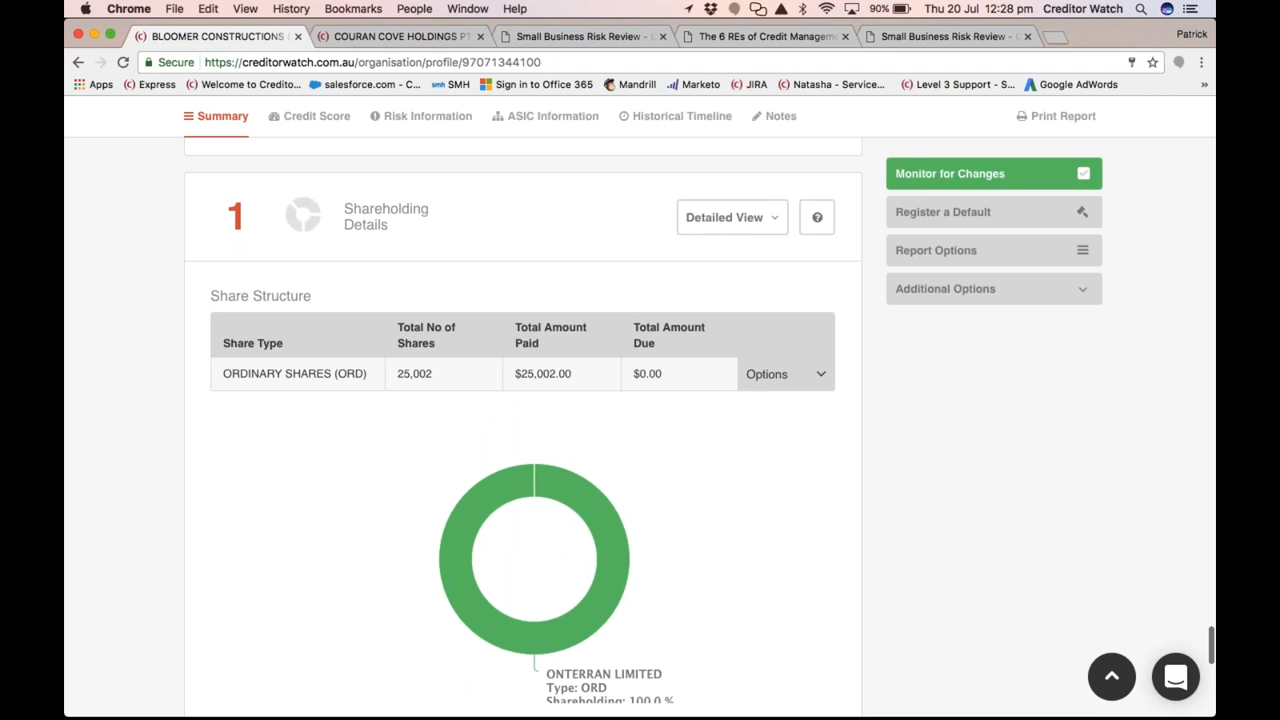 Chrome File Edit View History Bookmarks People Window Help 90% Thu 20 Jul 12:28 pm Creditor Watch
BLOOMER CONSTRUCTIONS ( COURAN COVE HOLDINGS PT Small Business Risk Review - C The 6 REs of Credit Managem Small Business Risk Review - C Patrick
Secure https://creditorwatch.com.au/organisation/profile/97071344100
Apps Express Welcome to Credito... salesforce.com - C... smh SMH Sign in to Office 365 Mandrill Marketo JIRA Natasha - Service... Level 3 Support - S... Google AdWords »
Summary Credit Score Risk Information ASIC Information Historical Timeline Notes Print Report
Monitor for Changes
1 Shareholding
Details
Detailed View ?
Register a Default
Report Options
Additional Options
Share Structure
Share Type Total No of Shares Total Amount Paid Total Amount Due
ORDINARY SHARES (ORD) 25,002 $25,002.00 $0.00 Options
ONTERRAN LIMITED
Type: ORD
Shareholding: 100.0 %